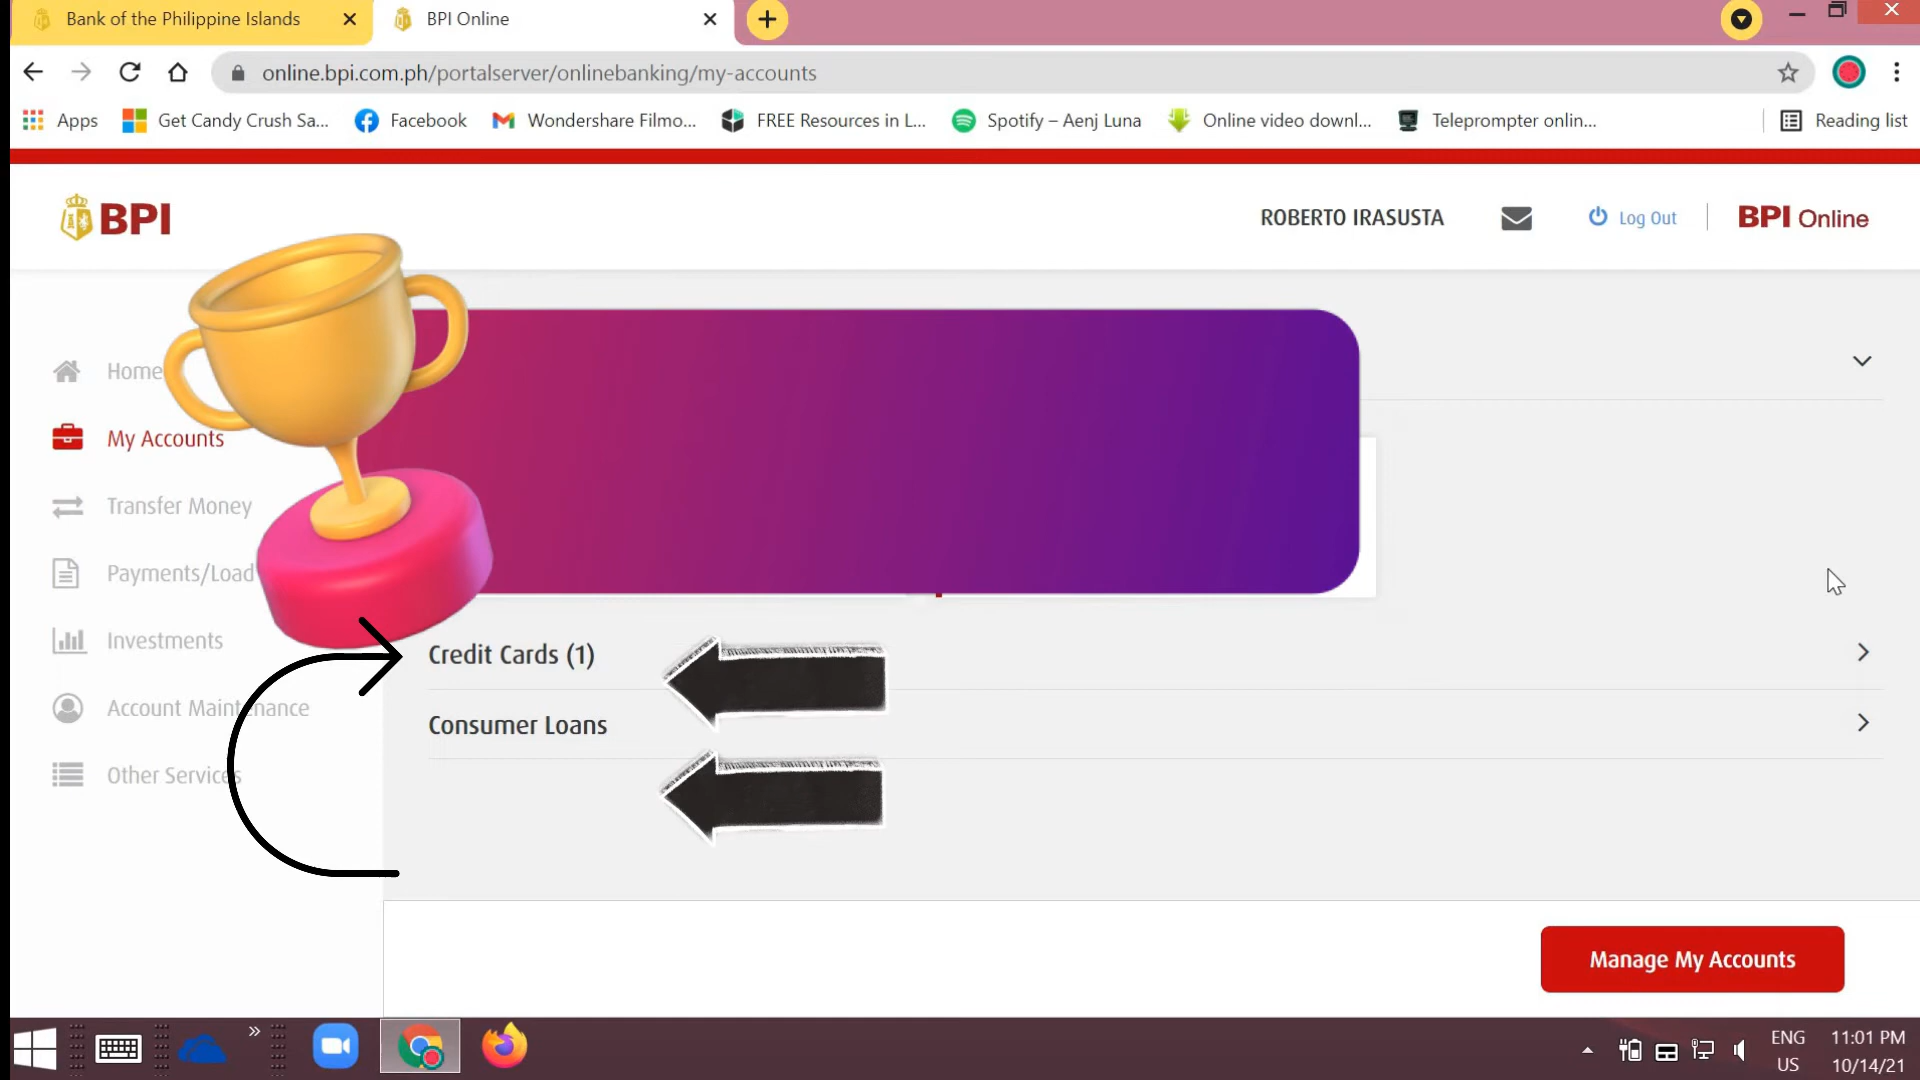 Bank of the Philippine Islands
BPI Online
online.bpi.com.ph/portalserver/onlinebanking/my-accounts
Apps
Get Candy Crush Sa...
Facebook
Wondershare Filmo...
FREE Resources in L...
Spotify – Aenj Luna
Online video downl...
Teleprompter onlin...
Reading list
BPI
ROBERTO IRASUSTA
Log Out
BPI Online
Home
My Accounts
Transfer Money
Payments/Load
Investments
Account Maintenance
Other Services
Credit Cards (1)
Consumer Loans
Manage My Accounts
ENG
US
11:01 PM
10/14/21